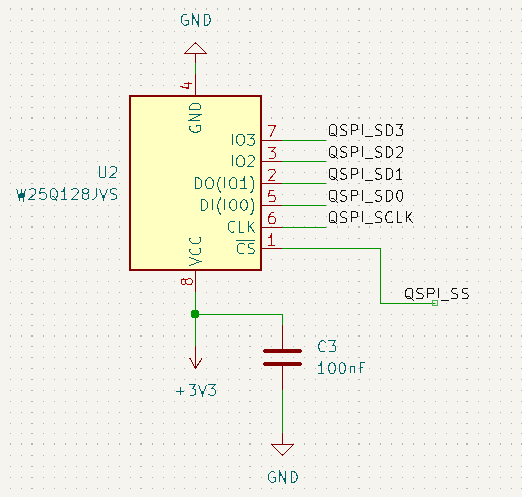 GND
4
GND
IO3
7
QSPI_SD3
IO2
3
QSPI_SD2
U2
DO(IO1)
2
QSPI_SD1
W25Q128JVS
DI(IO0)
5
QSPI_SD0
CLK
6
QSPI_SCLK
VCC
CS
1
8
QSPI_SS
C3
100nF
+3V3
GND